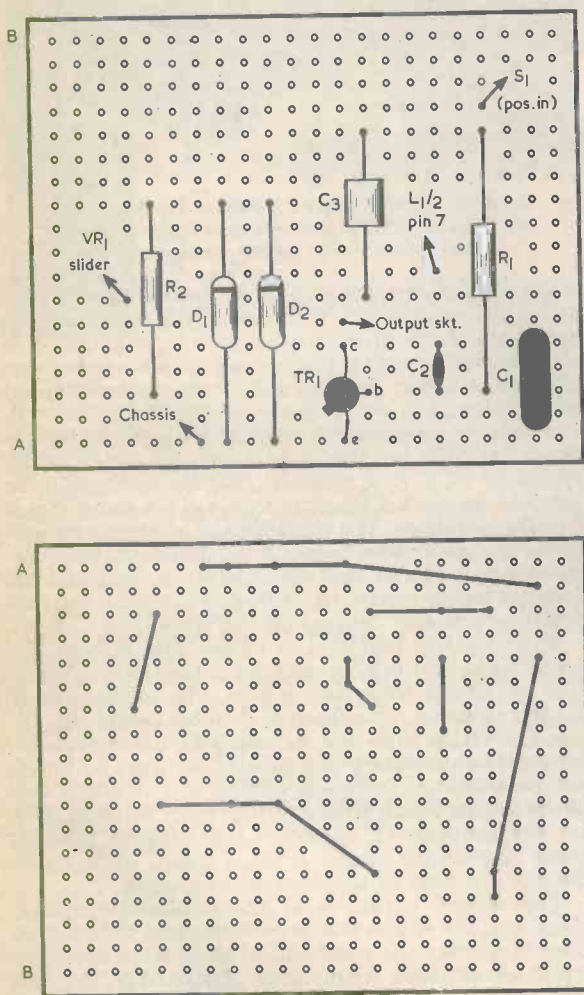 B
S1
(pos.in)
C3
L1/2
pin 7
VR1
slider
R2
R1
D1
D2
Output skt.
c
TR1
b
C2
C1
Chassis
A
e
A
B